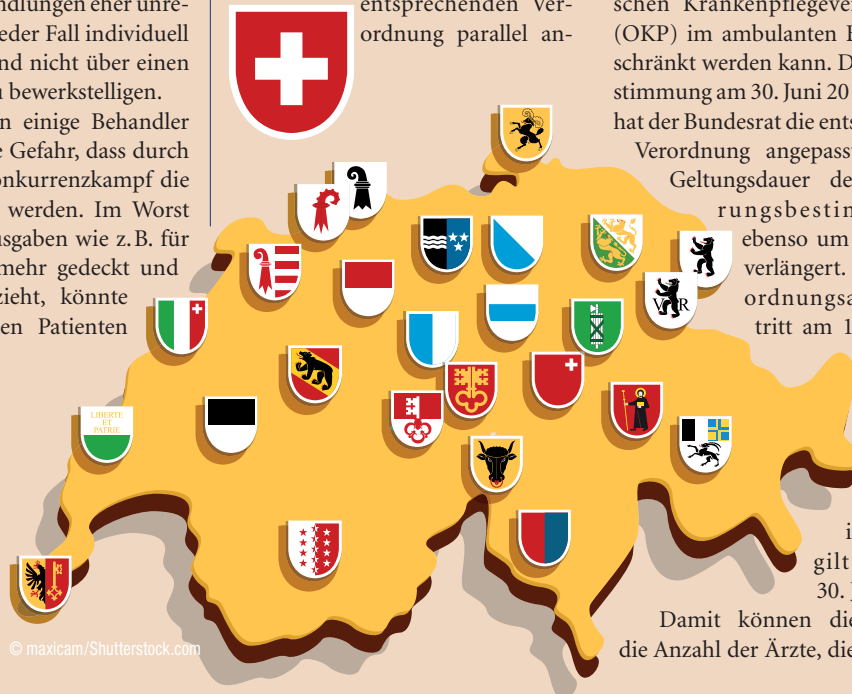 ndlungen eher unre-
eder Fall individuell
nd nicht über einen
bewerkstelligen.
n einige Behandler
e Gefahr, dass durch
onkurrenzkampf die
werden. Im Worst
usgaben wie z. B. für
mehr gedeckt und
zieht, könnte
en Patienten
entsprechenden Ver-
ordnung parallel an-
schen Krankenpflegever
(OKP) im ambulanten
schränkt werden kann. D
stimmung am 30. Juni 20
hat der Bundesrat die ents
Verordnung angepasst
Geltungsdauer de
rungsbestin
ebenso um
verlängert.
ordnungsa
tritt am 1
i
gilt
30. J
Damit können die
die Anzahl der Ärzte, die
LIBERTE
ET
PATRIE
V R
© maxicam/Shutterstock.com